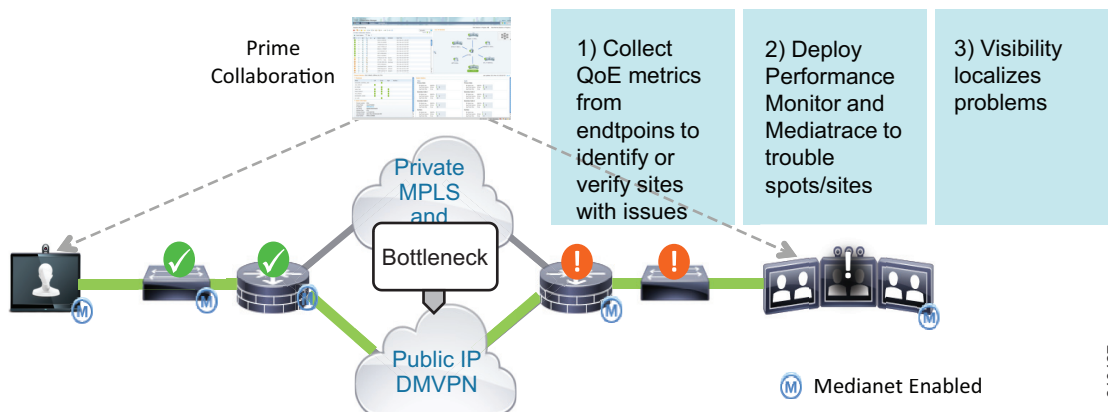 Prime
Collaboration
1) Collect
QoE metrics
from
endtpoins to
identify or
verify sites
with issues
2) Deploy
Performance
Monitor and
Mediatrace to
trouble
spots/sites
3) Visibility
localizes
problems
Private
MPLS
and
Bottleneck
Public IP
DMVPN
M
M
M
M
M
M Medianet Enabled